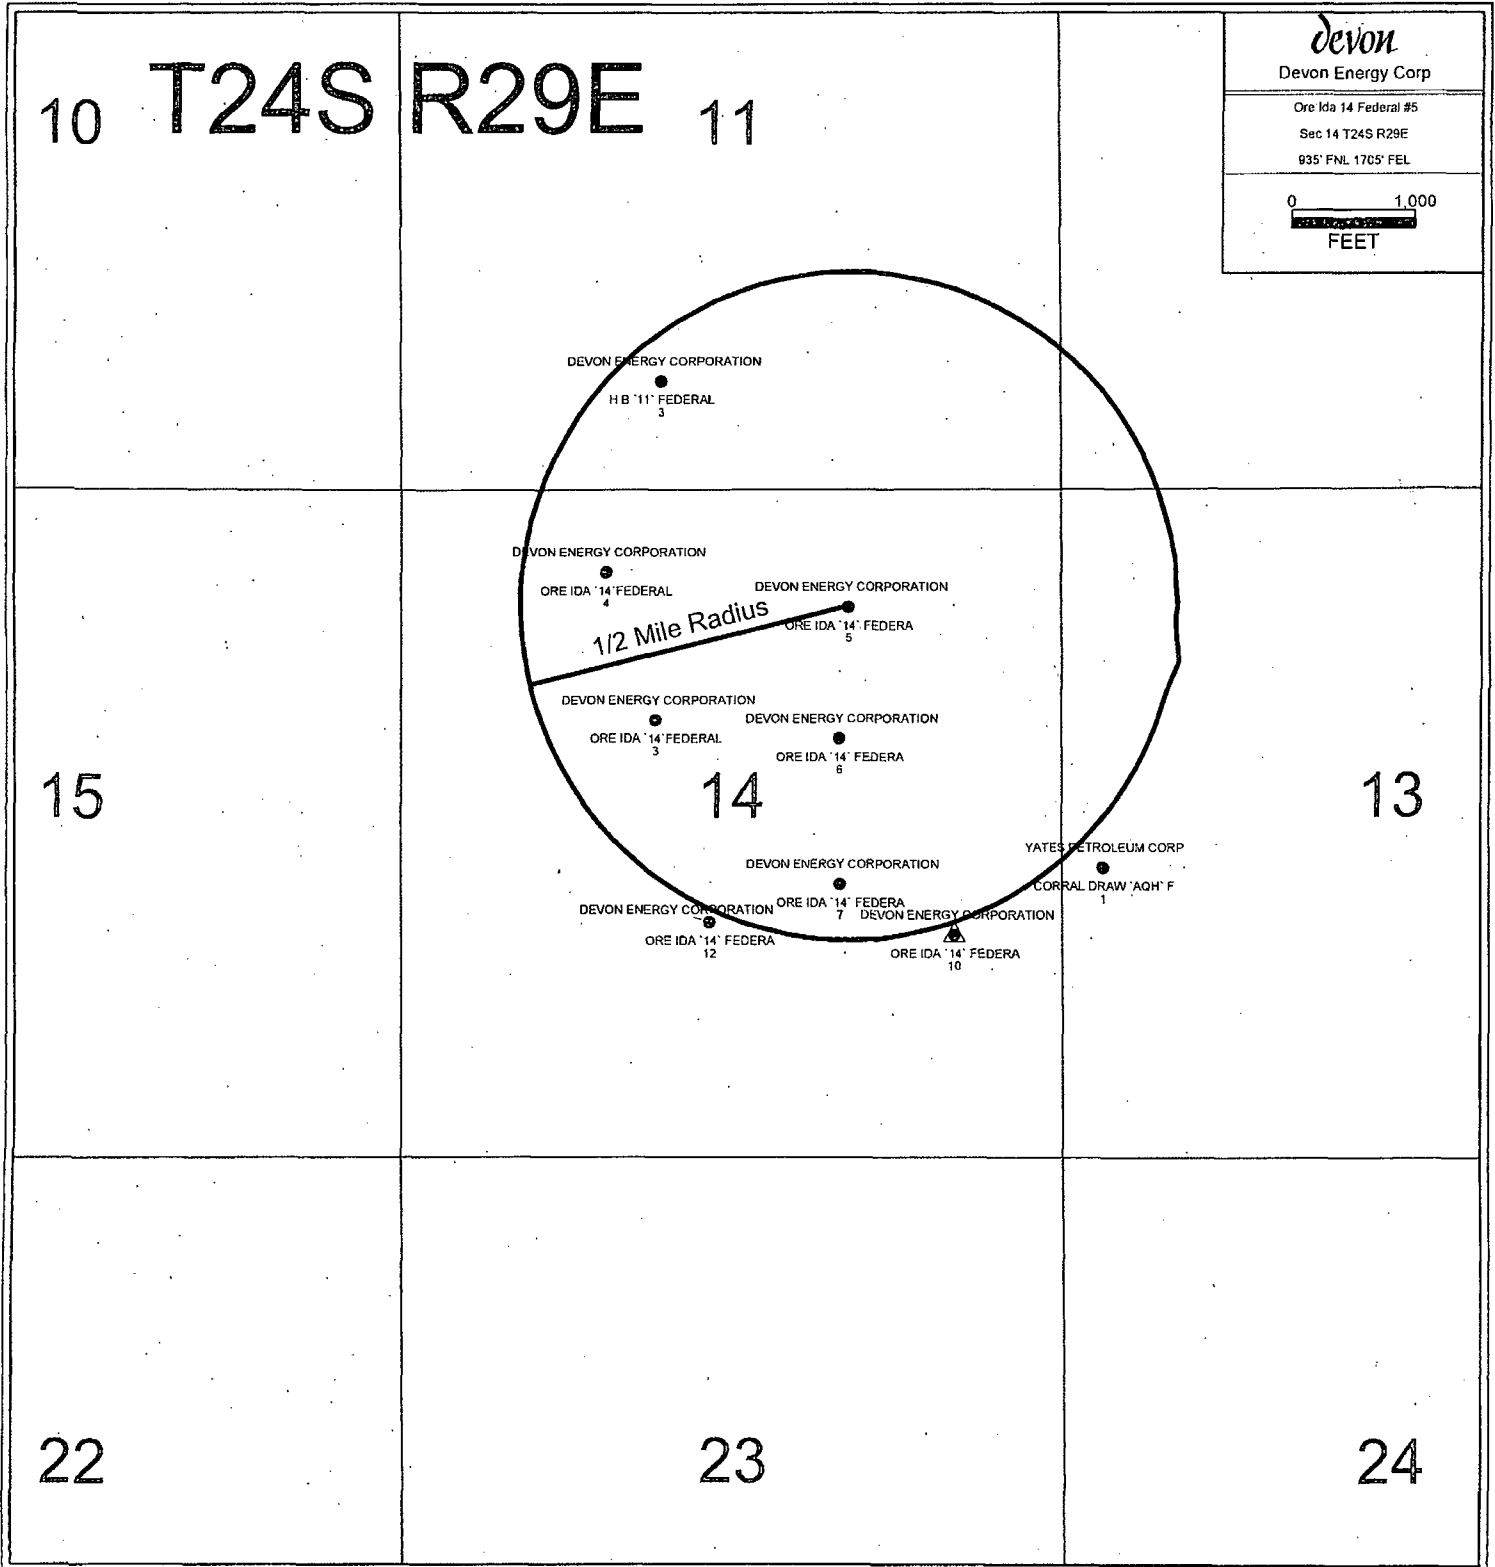 devon
Devon Energy Corp
Ore Ida 14 Federal #5
Sec 14 T24S R29E
935' FNL 1705' FEL
0 1,000
FEET
T24S R29E
10
11
DEVON ENERGY CORPORATION
H B '11' FEDERAL
3
DEVON ENERGY CORPORATION
ORE IDA '14' FEDERAL
4
DEVON ENERGY CORPORATION
ORE IDA '14' FEDERA
5
1/2 Mile Radius
DEVON ENERGY CORPORATION
ORE IDA '14' FEDERAL
3
DEVON ENERGY CORPORATION
ORE IDA '14' FEDERA
6
15
14
13
YATES PETROLEUM CORP
CORRAL DRAW 'AQH' F
1
DEVON ENERGY CORPORATION
ORE IDA '14' FEDERA
7
DEVON ENERGY CORPORATION
ORE IDA '14' FEDERA
12
DEVON ENERGY CORPORATION
ORE IDA '14' FEDERA
10
22
23
24